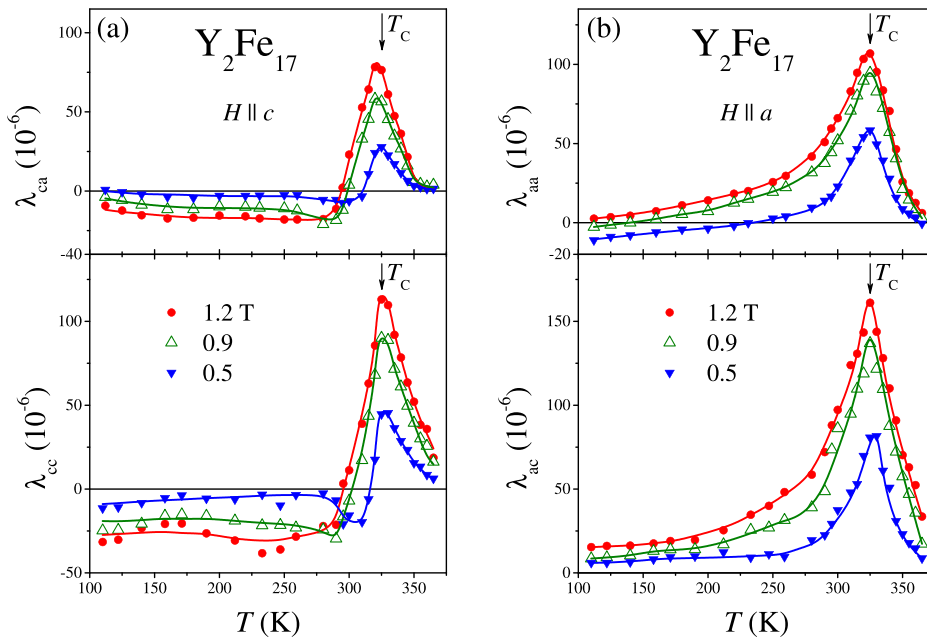 (a) Y₂Fe₁₇ T_C
H || c
λ_ca (10⁻⁶)
100
50
0
-40
T_C
λ_cc (10⁻⁶)
100
50
0
-50
1.2 T
0.9
0.5
100 150 200 250 300 350
T (K)
(b) Y₂Fe₁₇ T_C
H || a
λ_aa (10⁻⁶)
100
50
0
-20
T_C
λ_ac (10⁻⁶)
150
100
50
0
1.2 T
0.9
0.5
100 150 200 250 300 350
T (K)